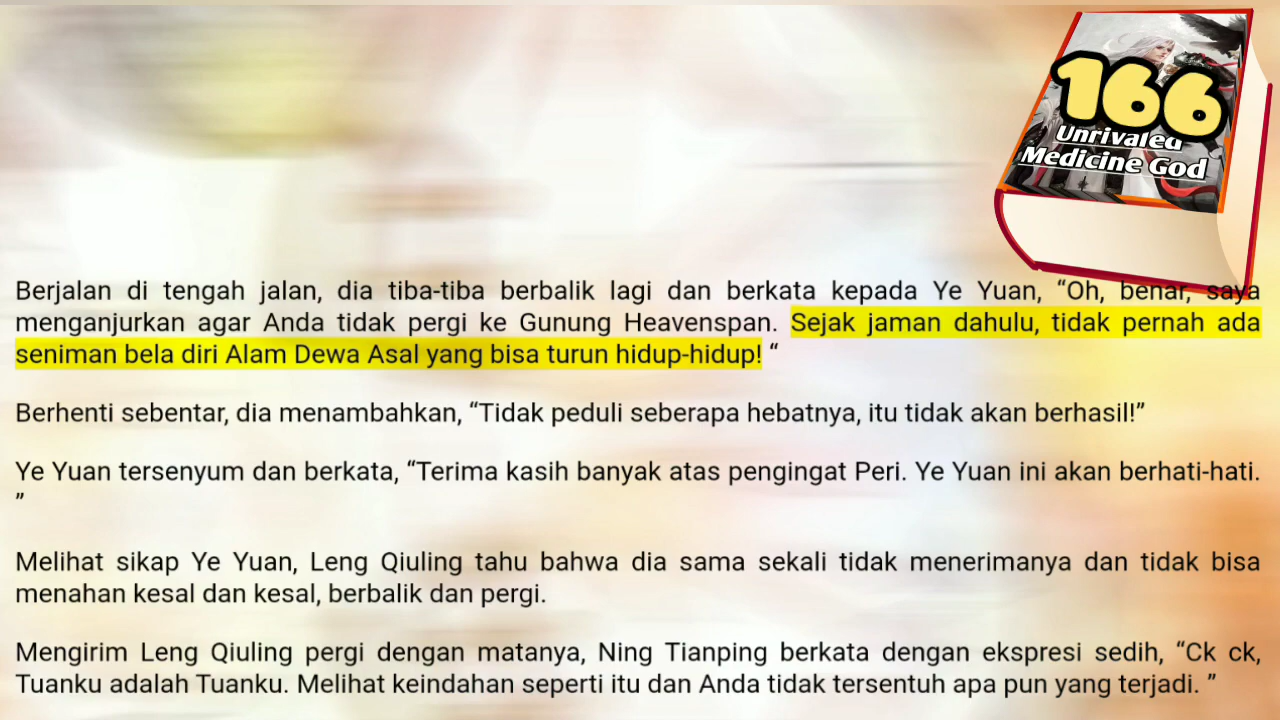 166
Unrivaled
Medicine God
Berjalan di tengah jalan, dia tiba-tiba berbalik lagi dan berkata kepada Ye Yuan, “Oh, benar, saya
menganjurkan agar Anda tidak pergi ke Gunung Heavenspan. Sejak jaman dahulu, tidak pernah ada
seniman bela diri Alam Dewa Asal yang bisa turun hidup-hidup! “
Berhenti sebentar, dia menambahkan, “Tidak peduli seberapa hebatnya, itu tidak akan berhasil!”
Ye Yuan tersenyum dan berkata, “Terima kasih banyak atas pengingat Peri. Ye Yuan ini akan berhati-hati.
”
Melihat sikap Ye Yuan, Leng Qiuling tahu bahwa dia sama sekali tidak menerimanya dan tidak bisa
menahan kesal dan kesal, berbalik dan pergi.
Mengirim Leng Qiuling pergi dengan matanya, Ning Tianping berkata dengan ekspresi sedih, “Ck ck,
Tuanku adalah Tuanku. Melihat keindahan seperti itu dan Anda tidak tersentuh apa pun yang terjadi. ”